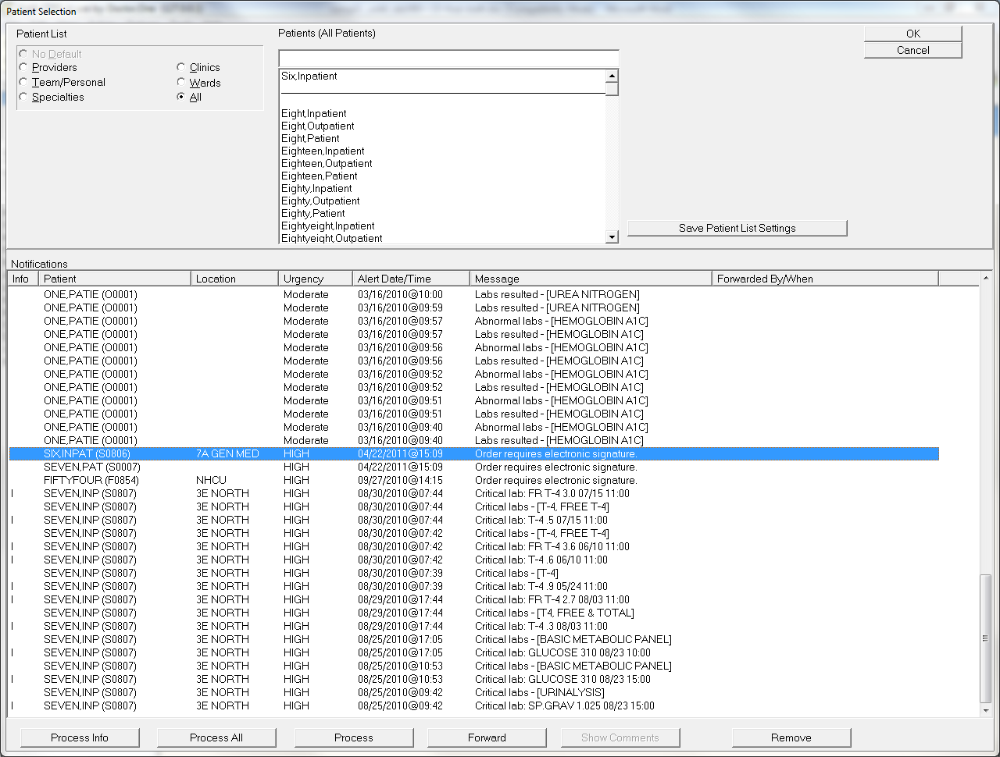 Patient Selection
Patient List
No Default
Providers
Team/Personal
Specialties
Clinics
Wards
All
Patients (All Patients)
Six,Inpatient
Eight,Inpatient
Eight,Outpatient
Eight,Patient
Eighteen,Inpatient
Eighteen,Outpatient
Eighteen,Patient
Eighty,Inpatient
Eighty,Outpatient
Eighty,Patient
Eightyeight,Inpatient
Eightyeight,Outpatient
OK
Cancel
Save Patient List Settings
Notifications
Info Patient Location Urgency Alert Date/Time Message Forwarded By/When
ONE,PATIE (O0001) Moderate 03/16/2010@10:00 Labs resulted - [UREA NITROGEN]
ONE,PATIE (O0001) Moderate 03/16/2010@09:59 Labs resulted - [UREA NITROGEN]
ONE,PATIE (O0001) Moderate 03/16/2010@09:57 Abnormal labs - [HEMOGLOBIN A1C]
ONE,PATIE (O0001) Moderate 03/16/2010@09:57 Labs resulted - [HEMOGLOBIN A1C]
ONE,PATIE (O0001) Moderate 03/16/2010@09:56 Abnormal labs - [HEMOGLOBIN A1C]
ONE,PATIE (O0001) Moderate 03/16/2010@09:56 Labs resulted - [HEMOGLOBIN A1C]
ONE,PATIE (O0001) Moderate 03/16/2010@09:52 Abnormal labs - [HEMOGLOBIN A1C]
ONE,PATIE (O0001) Moderate 03/16/2010@09:52 Labs resulted - [HEMOGLOBIN A1C]
ONE,PATIE (O0001) Moderate 03/16/2010@09:51 Abnormal labs - [HEMOGLOBIN A1C]
ONE,PATIE (O0001) Moderate 03/16/2010@09:51 Labs resulted - [HEMOGLOBIN A1C]
ONE,PATIE (O0001) Moderate 03/16/2010@09:40 Abnormal labs - [HEMOGLOBIN A1C]
ONE,PATIE (O0001) Moderate 03/16/2010@09:40 Labs resulted - [HEMOGLOBIN A1C]
SIX,INPAT (S0806) 7A GEN MED HIGH 04/22/2011@15:09 Order requires electronic signature.
SEVEN,PAT (S0007) HIGH 04/22/2011@15:09 Order requires electronic signature.
FIFTYFOUR (F0854) NHCU HIGH 09/27/2010@14:15 Order requires electronic signature.
I SEVEN,INP (S0807) 3E NORTH HIGH 08/30/2010@07:44 Critical lab: FR T-4 3.0 07/15 11:00
SEVEN,INP (S0807) 3E NORTH HIGH 08/30/2010@07:44 Critical labs - [T-4, FREE T-4]
I SEVEN,INP (S0807) 3E NORTH HIGH 08/30/2010@07:44 Critical lab: T-4 .5 07/15 11:00
SEVEN,INP (S0807) 3E NORTH HIGH 08/30/2010@07:42 Critical labs - [T-4, FREE T-4]
I SEVEN,INP (S0807) 3E NORTH HIGH 08/30/2010@07:42 Critical lab: FR T-4 3.6 06/10 11:00
I SEVEN,INP (S0807) 3E NORTH HIGH 08/30/2010@07:42 Critical lab: T-4 .6 06/10 11:00
SEVEN,INP (S0807) 3E NORTH HIGH 08/30/2010@07:39 Critical labs - [T-4]
I SEVEN,INP (S0807) 3E NORTH HIGH 08/30/2010@07:39 Critical lab: T-4 .9 05/24 11:00
I SEVEN,INP (S0807) 3E NORTH HIGH 08/29/2010@17:44 Critical lab: FR T-4 2.7 08/03 11:00
SEVEN,INP (S0807) 3E NORTH HIGH 08/29/2010@17:44 Critical labs - [T4, FREE & TOTAL]
I SEVEN,INP (S0807) 3E NORTH HIGH 08/29/2010@17:44 Critical lab: T-4 .3 08/03 11:00
SEVEN,INP (S0807) 3E NORTH HIGH 08/25/2010@17:05 Critical labs - [BASIC METABOLIC PANEL]
I SEVEN,INP (S0807) 3E NORTH HIGH 08/25/2010@17:05 Critical lab: GLUCOSE 310 08/23 10:00
SEVEN,INP (S0807) 3E NORTH HIGH 08/25/2010@10:53 Critical labs - [BASIC METABOLIC PANEL]
I SEVEN,INP (S0807) 3E NORTH HIGH 08/25/2010@10:53 Critical lab: GLUCOSE 310 08/23 15:00
SEVEN,INP (S0807) 3E NORTH HIGH 08/25/2010@09:42 Critical labs - [URINALYSIS]
I SEVEN,INP (S0807) 3E NORTH HIGH 08/25/2010@09:42 Critical lab: SP.GRAV 1.025 08/23 15:00
Process Info Process All Process Forward Show Comments Remove